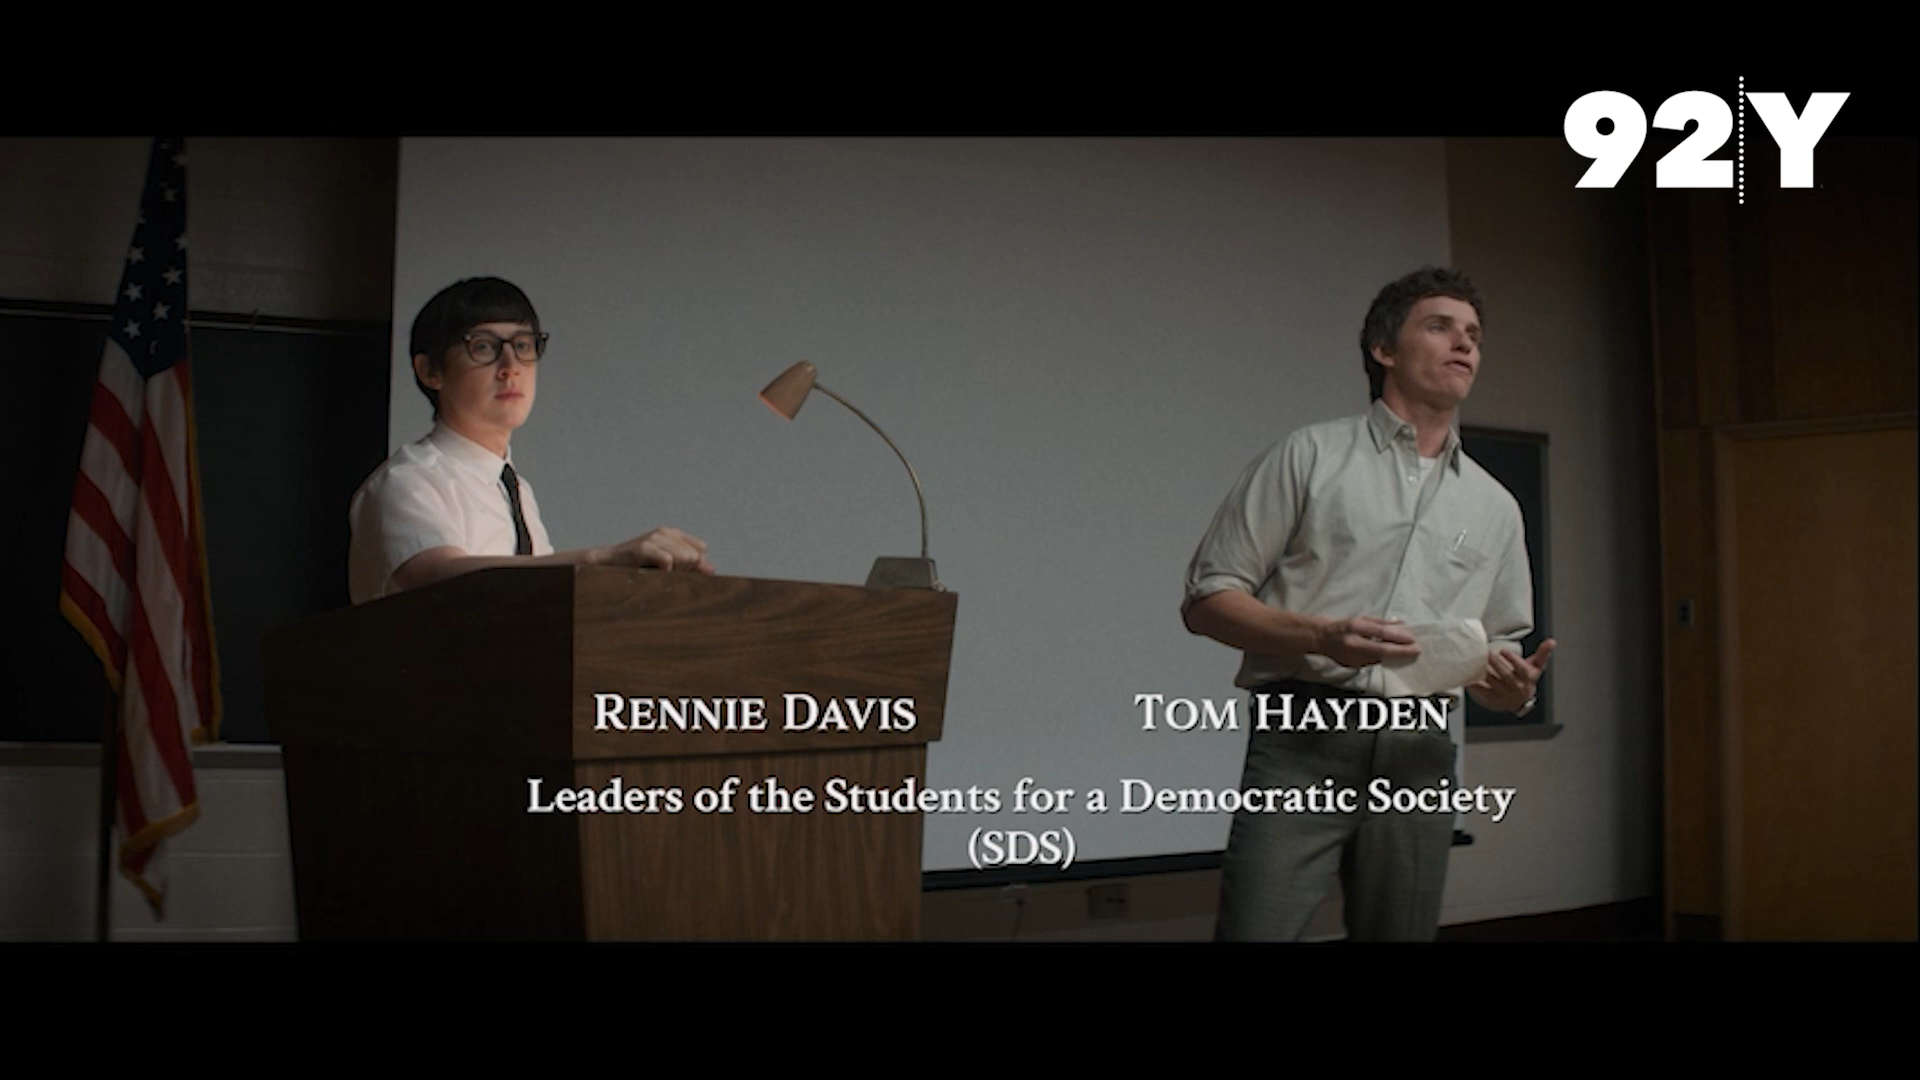 92Y
RENNIE DAVIS
TOM HAYDEN
Leaders of the Students for a Democratic Society
(SDS)